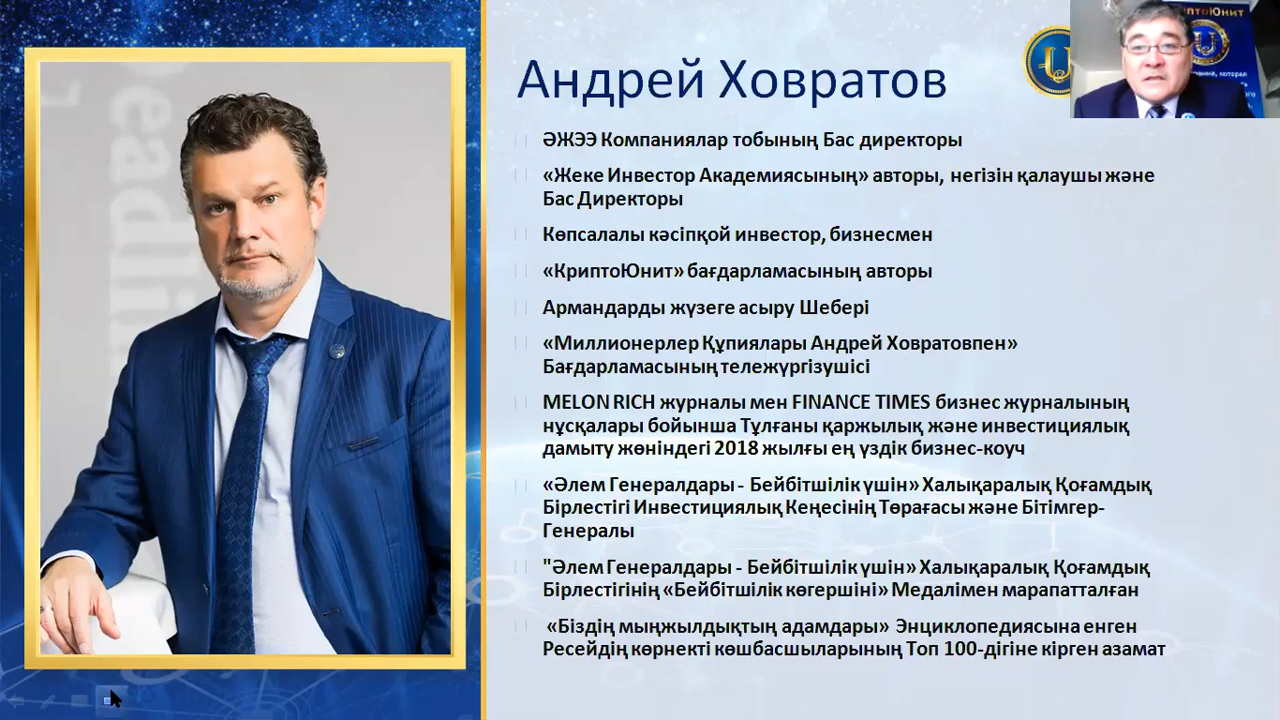 Андрей Ховратов
ӘЖЭЭ Компаниялар тобының Бас директоры
«Жеке Инвестор Академиясының» авторы, негізін қалаушы және
Бас Директоры
Көпсалалы кәсіпқой инвестор, бизнесмен
«КриптоЮнит» бағдарламасының авторы
Армандарды жүзеге асыру Шебері
«Миллионерлер Құпиялары Андрей Ховратовпен»
Бағдарламасының тележүргізушісі
MELON RICH журналы мен FINANCE TIMES бизнес журналының
нұсқалары бойынша Тұлғаны қаржылық және инвестициялық
дамыту жөніндегі 2018 жылғы ең үздік бизнес-коуч
«Әлем Генералдары - Бейбітшілік үшін» Халықаралық Қоғамдық
Бірлестігі Инвестициялық Кеңесінің Төрағасы және Бітімгер-
Генералы
"Әлем Генералдары - Бейбітшілік үшін» Халықаралық Қоғамдық
Бірлестігінің «Бейбітшілік көгершіні» Медалімен марапатталған
«Біздің мыңжылдықтың адамдары» Энциклопедиясына енген
Ресейдің көрнекті көшбасшыларының Топ 100-дігіне кірген азамат